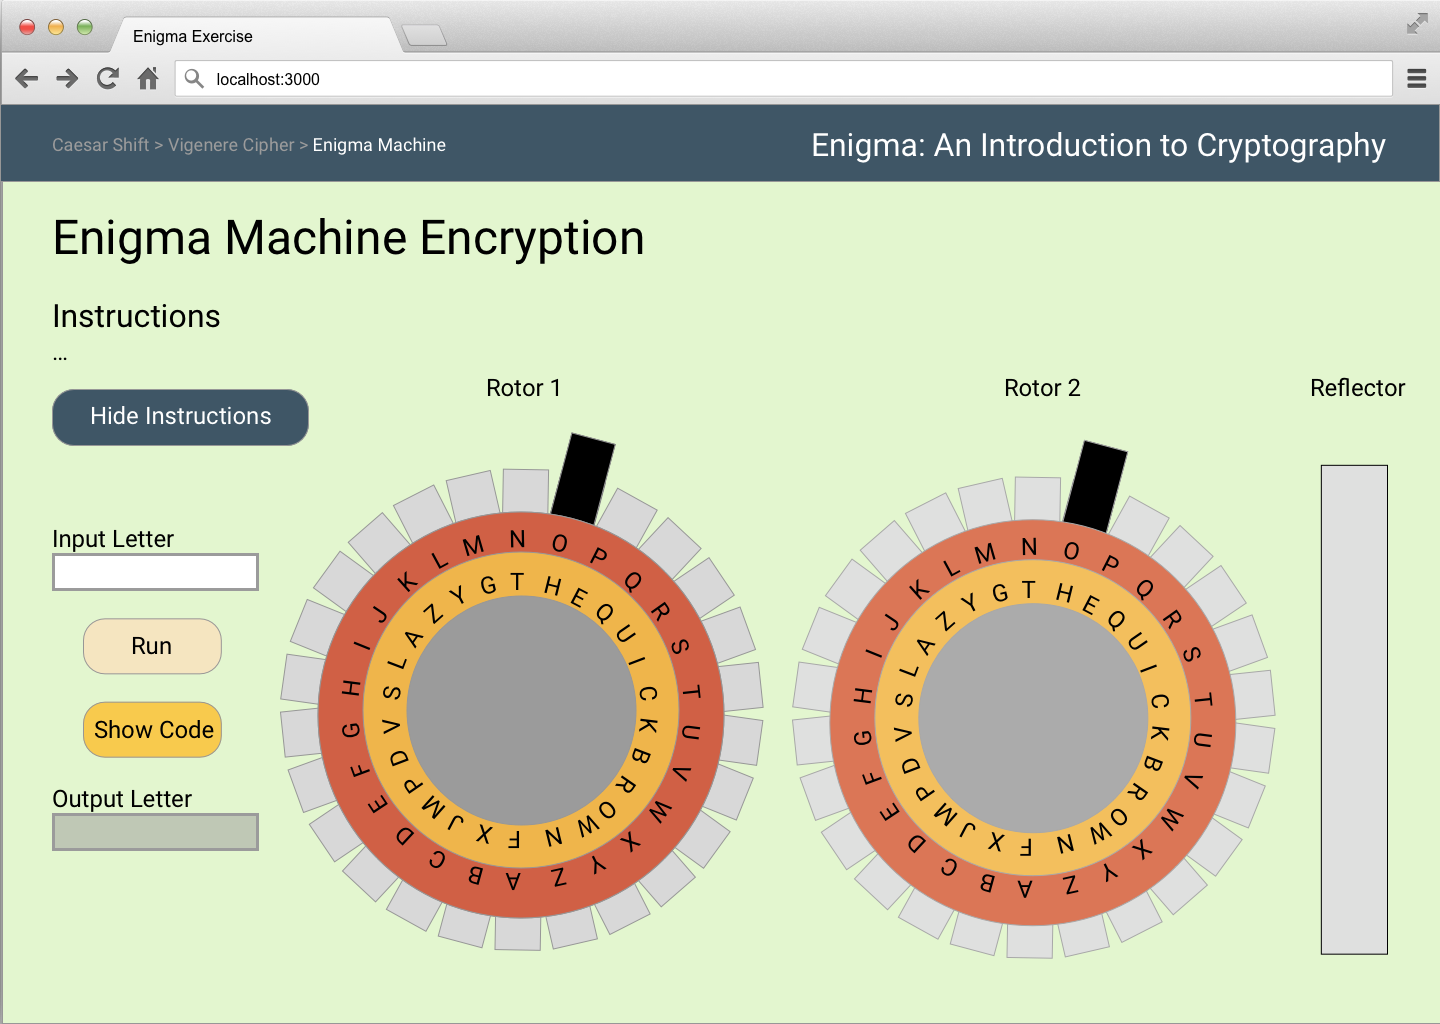 Enigma Exercise
localhost:3000
Caesar Shift > Vigenere Cipher > Enigma Machine
Enigma: An Introduction to Cryptography
Enigma Machine Encryption
Instructions
...
Hide Instructions
Rotor 1
Rotor 2
Reflector
Input Letter
Run
Show Code
Output Letter
A B C D E F G H I J K L M N O P Q R S T U V W X Y Z
F X J M P D V S L A Z Y G T H E Q U I C K B R O W N
A B C D E F G H I J K L M N O P Q R S T U V W X Y Z
F X J M P D V S L A Z Y G T H E Q U I C K B R O W N